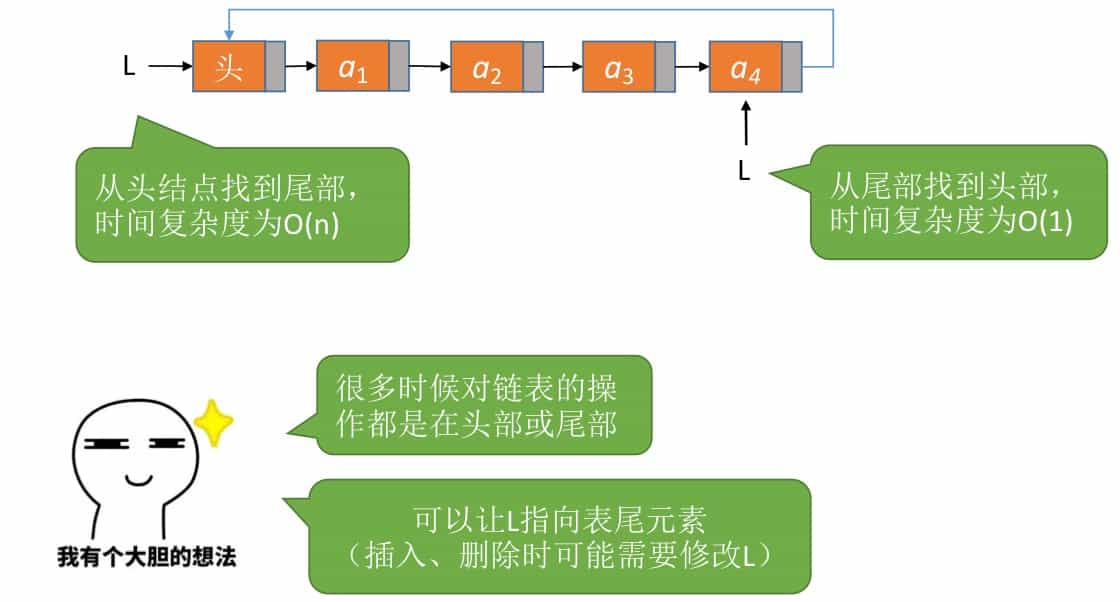 L 头 a1 a2 a3 a4
L
从头结点找到尾部，
时间复杂度为O(n)
从尾部找到头部，
时间复杂度为O(1)
很多时候对链表的操
作都是在头部或尾部
可以让L指向表尾元素
（插入、删除时可能需要修改L）
我有个大胆的想法